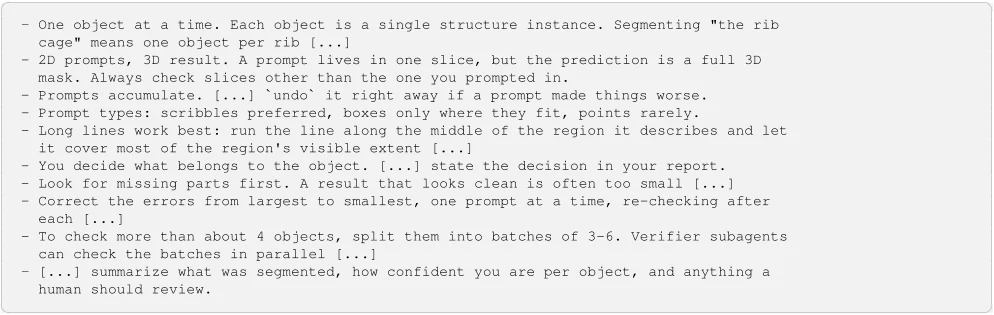 - One object at a time. Each object is a single structure instance. Segmenting "the rib
cage" means one object per rib [...]
- 2D prompts, 3D result. A prompt lives in one slice, but the prediction is a full 3D
mask. Always check slices other than the one you prompted in.
- Prompts accumulate. [...] `undo` it right away if a prompt made things worse.
- Prompt types: scribbles preferred, boxes only where they fit, points rarely.
- Long lines work best: run the line along the middle of the region it describes and let
it cover most of the region's visible extent [...]
- You decide what belongs to the object. [...] state the decision in your report.
- Look for missing parts first. A result that looks clean is often too small [...]
- Correct the errors from largest to smallest, one prompt at a time, re-checking after
each [...]
- To check more than about 4 objects, split them into batches of 3-6. Verifier subagents
can check the batches in parallel [...]
- [...] summarize what was segmented, how confident you are per object, and anything a
human should review.